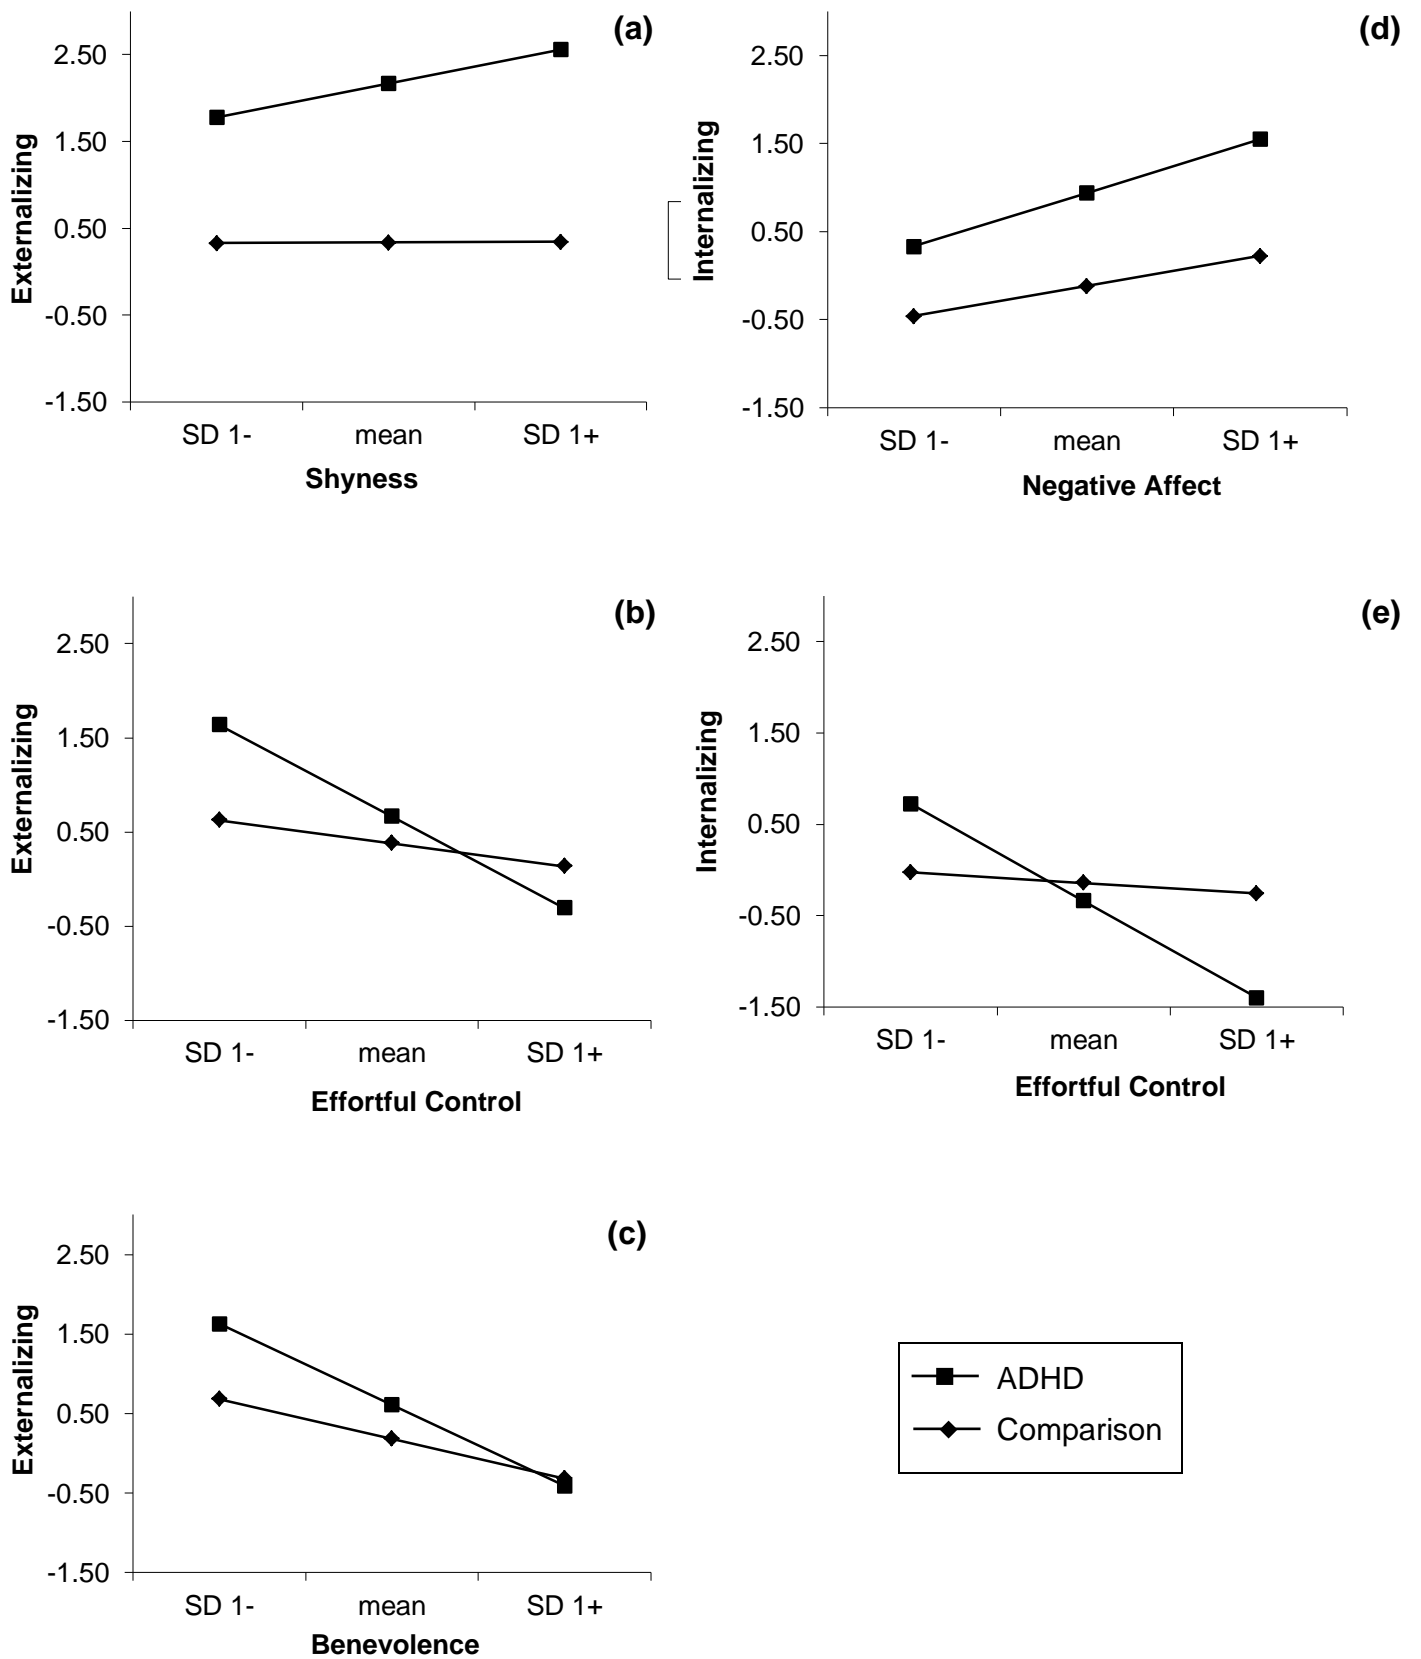 (a)
2.50
1.50
0.50
-0.50
-1.50
Externalizing
SD 1- mean SD 1+
Shyness
(d)
2.50
1.50
0.50
-0.50
-1.50
Internalizing
SD 1- mean SD 1+
Negative Affect
(b)
2.50
1.50
0.50
-0.50
-1.50
Externalizing
SD 1- mean SD 1+
Effortful Control
(e)
2.50
1.50
0.50
-0.50
-1.50
Internalizing
SD 1- mean SD 1+
Effortful Control
(c)
2.50
1.50
0.50
-0.50
-1.50
Externalizing
SD 1- mean SD 1+
Benevolence
ADHD
Comparison